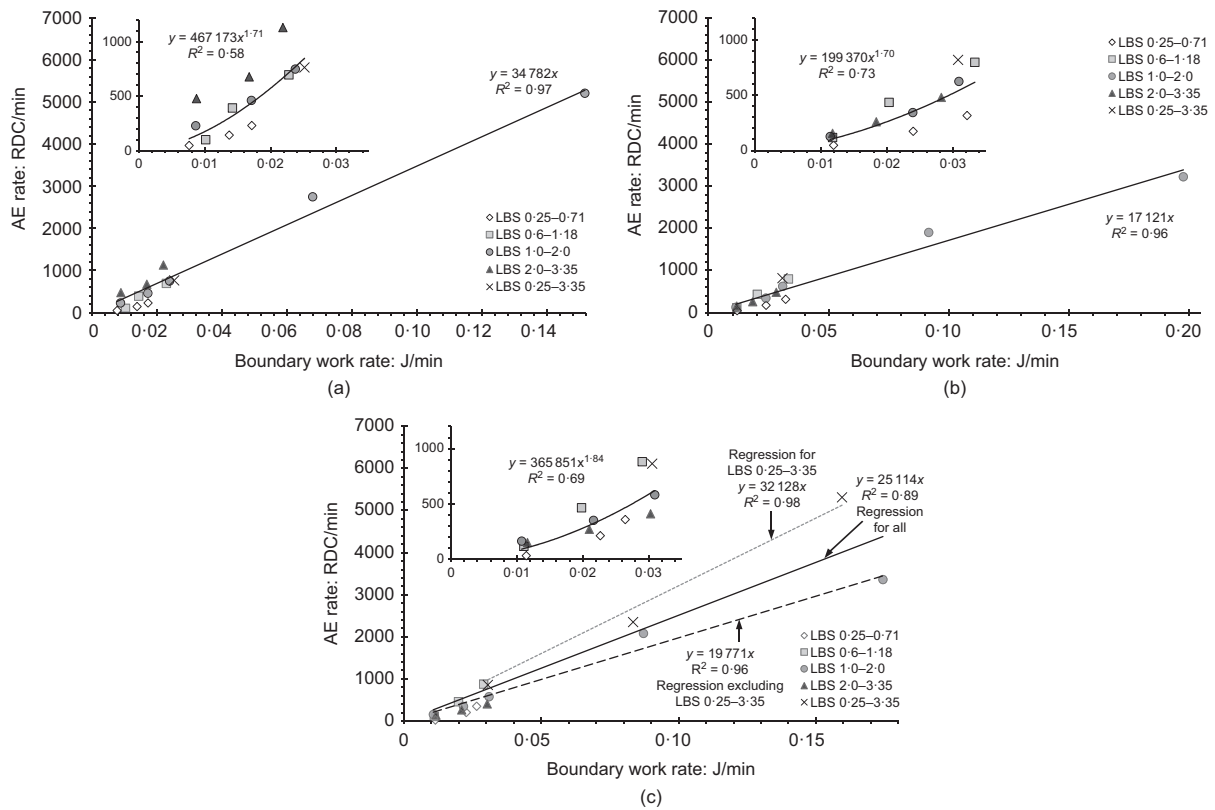 7000
6000
5000
4000
3000
2000
1000
0
AE rate: RDC/min
1000
500
0
0
0·01
0·02
0·03
y = 467 173x^1·71
R² = 0·58
y = 34 782x
R² = 0·97
LBS 0·25–0·71
LBS 0·6–1·18
LBS 1·0–2·0
LBS 2·0–3·35
LBS 0·25–3·35
0
0·02
0·04
0·06
0·08
0·10
0·12
0·14
Boundary work rate: J/min
(a)
7000
6000
5000
4000
3000
2000
1000
0
AE rate: RDC/min
1000
500
0
0
0·01
0·02
0·03
y = 199 370x^1·70
R² = 0·73
LBS 0·25–0·71
LBS 0·6–1·18
LBS 1·0–2·0
LBS 2·0–3·35
LBS 0·25–3·35
y = 17 121x
R² = 0·96
0
0·05
0·10
0·15
0·20
Boundary work rate: J/min
(b)
7000
6000
5000
4000
3000
2000
1000
0
AE rate: RDC/min
1000
500
0
0
0·01
0·02
0·03
y = 365 851x^1·84
R² = 0·69
Regression for
LBS 0·25–3·35
y = 32 128x
R² = 0·98
y = 25 114x
R² = 0·89
Regression
for all
y = 19 771x
R² = 0·96
Regression excluding
LBS 0·25–3·35
LBS 0·25–0·71
LBS 0·6–1·18
LBS 1·0–2·0
LBS 2·0–3·35
LBS 0·25–3·35
0
0·05
0·10
0·15
Boundary work rate: J/min
(c)